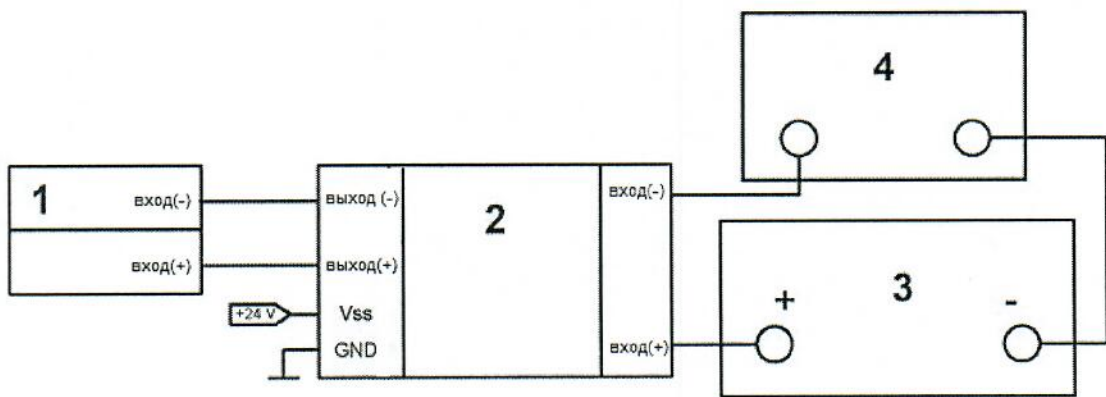 4
1
вход(-)
выход (-)
2
вход(-)
вход(+)
выход(+)
3
+ -
+24 V
Vss
GND
вход(+)